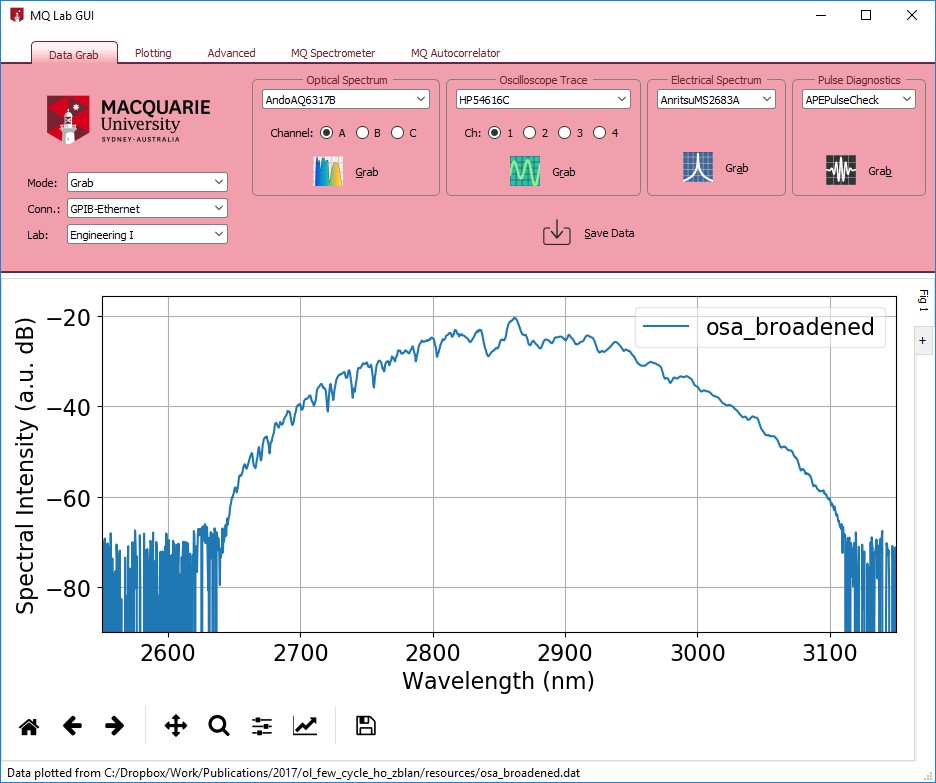 MQ Lab GUI
Data Grab Plotting Advanced MQ Spectrometer MQ Autocorrelator
MACQUARIE
University
SYDNEY·AUSTRALIA
Mode: Grab
Conn.: GPIB-Ethernet
Lab: Engineering I
Optical Spectrum
AndoAQ6317B
Channel: A B C
Grab
Oscilloscope Trace
HP54616C
Ch: 1 2 3 4
Grab
Electrical Spectrum
AnritsuMS2683A
Grab
Pulse Diagnostics
APEPulseCheck
Grab
Save Data
Fig 1
+
osa_broadened
Spectral Intensity (a.u. dB)
−20
−40
−60
−80
2600 2700 2800 2900 3000 3100
Wavelength (nm)
Data plotted from C:/Dropbox/Work/Publications/2017/ol_few_cycle_ho_zblan/resources/osa_broadened.dat